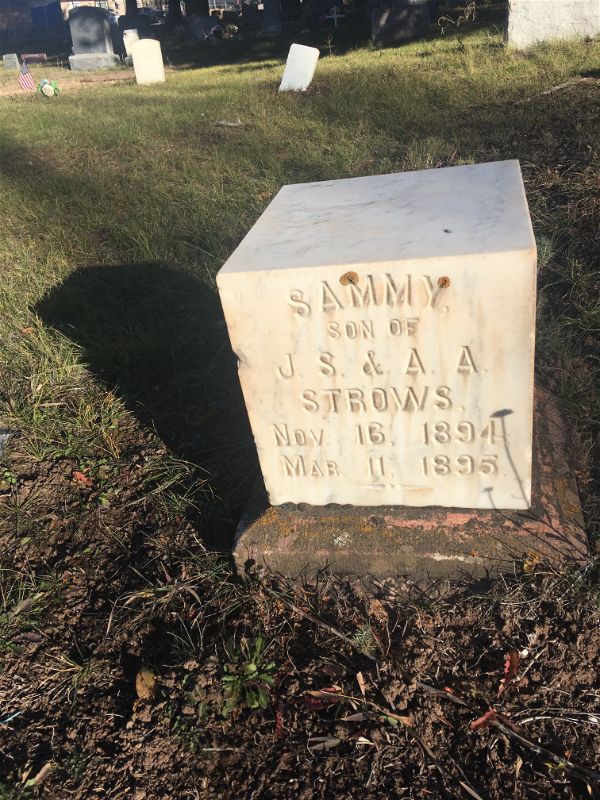 SAMMY,
SON OF
J. S. & A. A.
STROWS.
NOV. 16. 1894
MAR. 11. 1895.